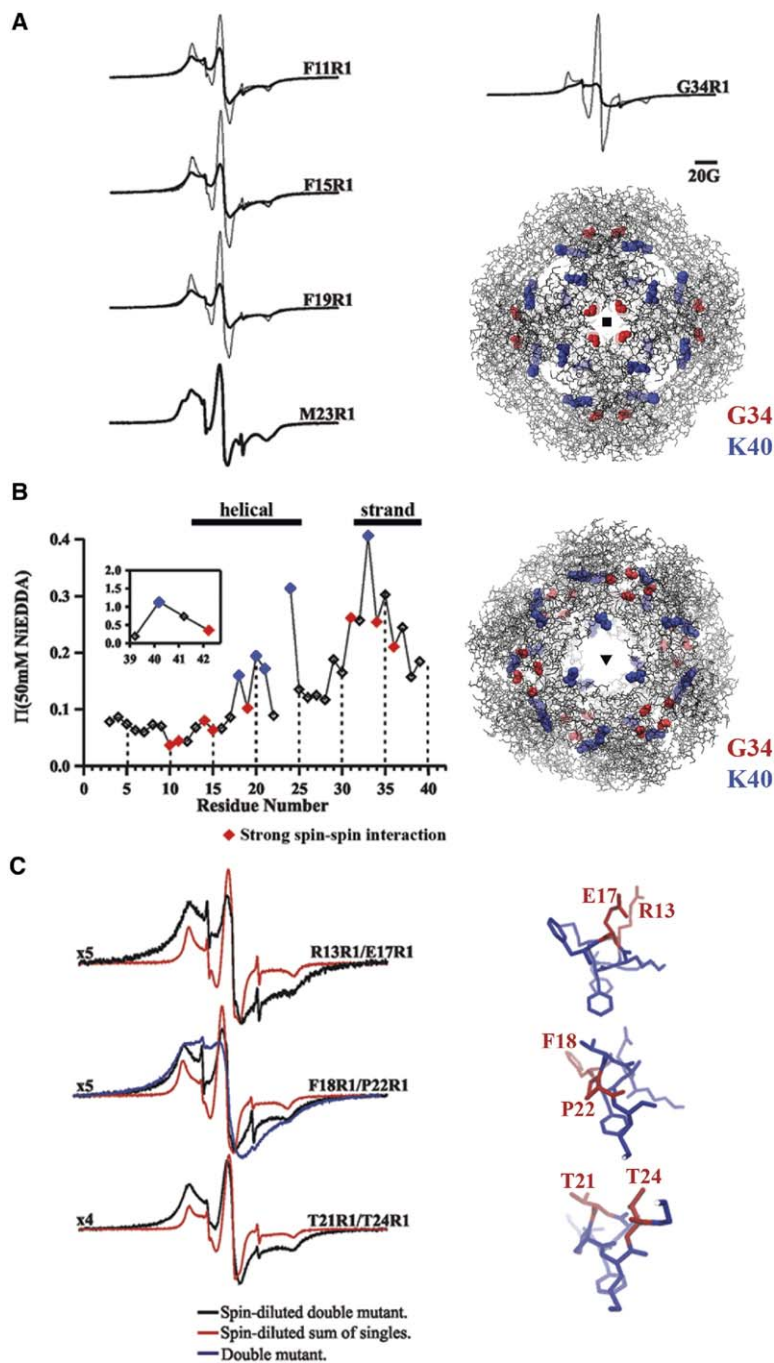 A
F11R1
F15R1
F19R1
M23R1
G34R1
20G
G34
K40
B
helical
strand
Π(50mM NiEDDA)
0.4
0.3
0.2
0.1
0.0
2.0
1.5
1.0
0.5
0.0
39 40 41 42
0 5 10 15 20 25 30 35 40
Residue Number
Strong spin-spin interaction
G34
K40
C
x5
R13R1/E17R1
x5
F18R1/P22R1
x4
T21R1/T24R1
E17
R13
F18
P22
T21
T24
Spin-diluted double mutant.
Spin-diluted sum of singles.
Double mutant.